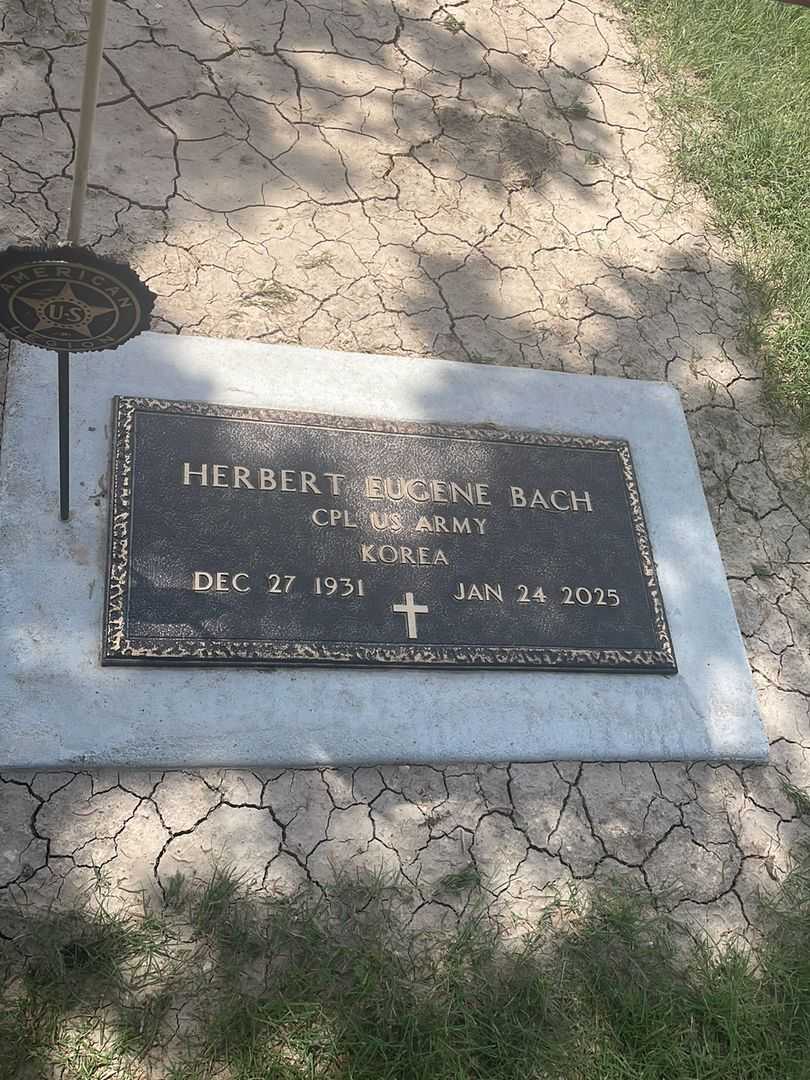 AMERICAN
U·S
LEGION
HERBERT EUGENE BACH
CPL US ARMY
KOREA
DEC 27 1931 JAN 24 2025